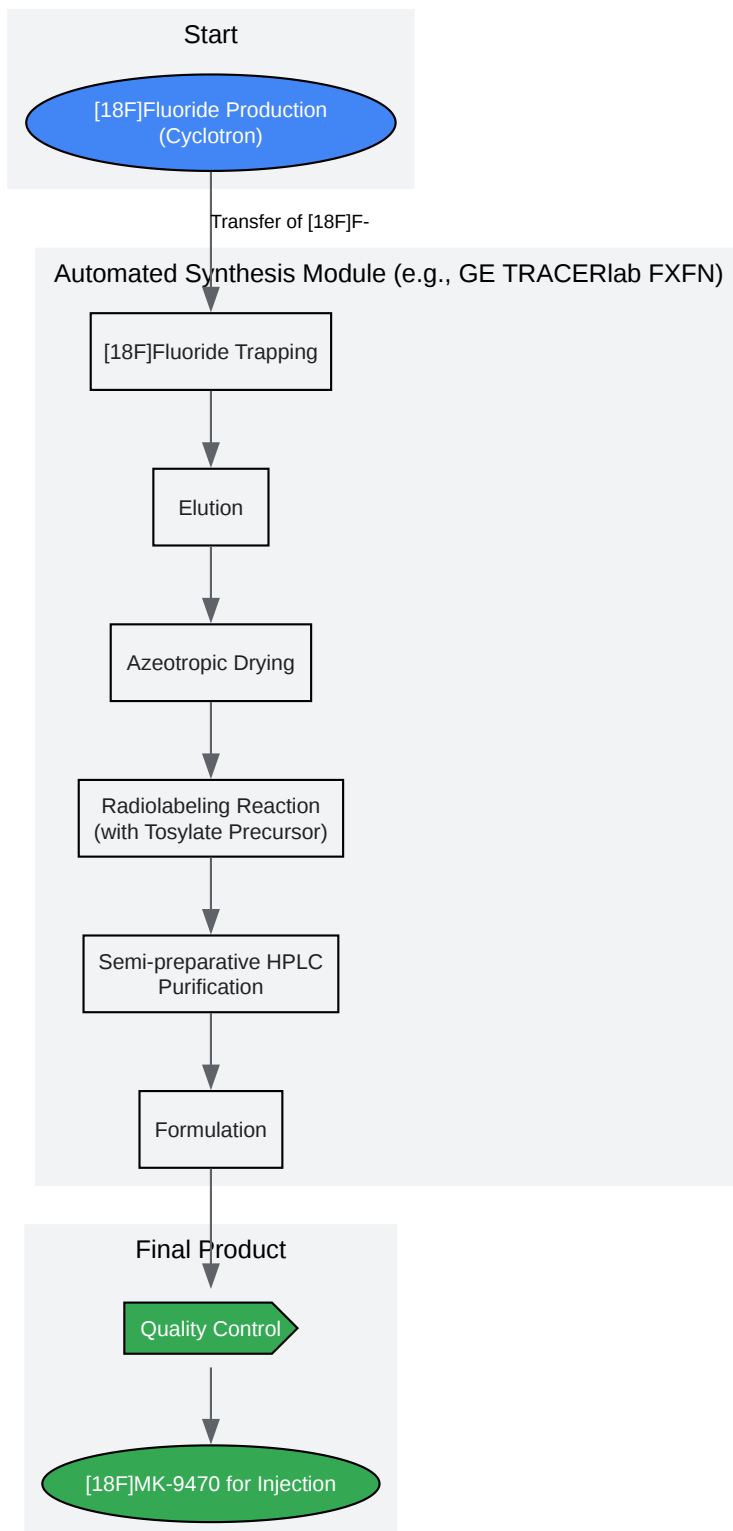 Start
[18F]Fluoride Production
(Cyclotron)
Transfer of [18F]F-
Automated Synthesis Module (e.g., GE TRACERlab FXFN)
[18F]Fluoride Trapping
Elution
Azeotropic Drying
Radiolabeling Reaction
(with Tosylate Precursor)
Semi-preparative HPLC
Purification
Formulation
Final Product
Quality Control
[18F]MK-9470 for Injection